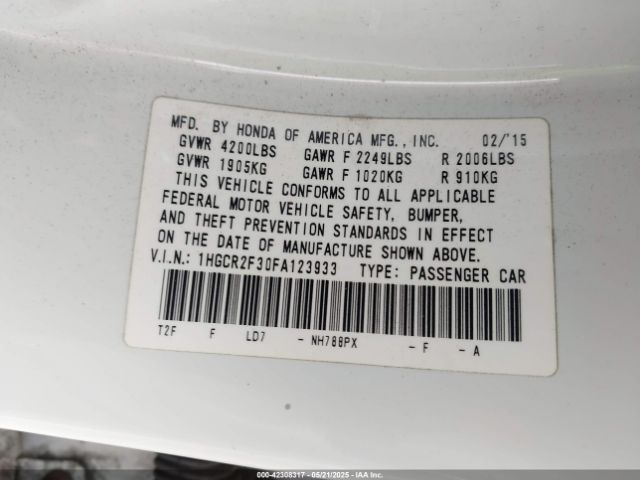 MFD. BY HONDA OF AMERICA MFG., INC. 02/'15
GVWR 4200LBS GAWR F 2249LBS R 2006LBS
GVWR 1905KG GAWR F 1020KG R 910KG
THIS VEHICLE CONFORMS TO ALL APPLICABLE
FEDERAL MOTOR VEHICLE SAFETY, BUMPER,
AND THEFT PREVENTION STANDARDS IN EFFECT
ON THE DATE OF MANUFACTURE SHOWN ABOVE.
V.I.N.: 1HGCR2F30FA123933 TYPE: PASSENGER CAR
T2F F LD7 - NH788PX - F - A
000-42308317 - 05/21/2025 - IAAI.COM